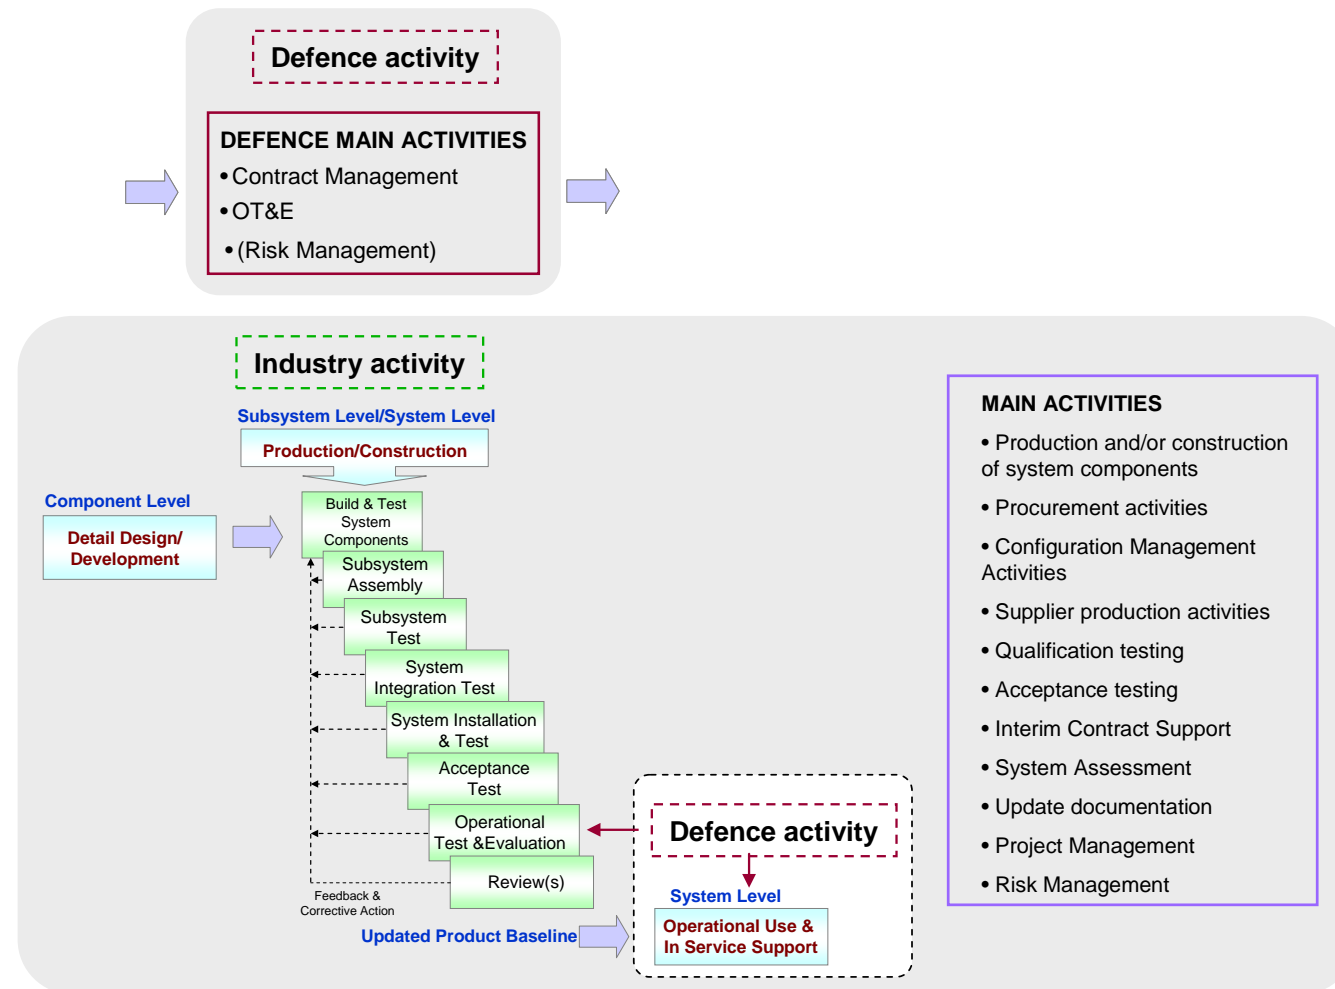 Defence activity
DEFENCE MAIN ACTIVITIES
• Contract Management
• OT&E
• (Risk Management)
Industry activity
Subsystem Level/System Level
Production/Construction
Component Level
Detail Design/
Development
Build & Test
System
Components
Subsystem
Assembly
Subsystem
Test
System
Integration Test
System Installation
& Test
Acceptance
Test
Operational
Test &Evaluation
Review(s)
Feedback &
Corrective Action
Updated Product Baseline
Defence activity
System Level
Operational Use &
In Service Support
MAIN ACTIVITIES
• Production and/or construction
of system components
• Procurement activities
• Configuration Management
Activities
• Supplier production activities
• Qualification testing
• Acceptance testing
• Interim Contract Support
• System Assessment
• Update documentation
• Project Management
• Risk Management